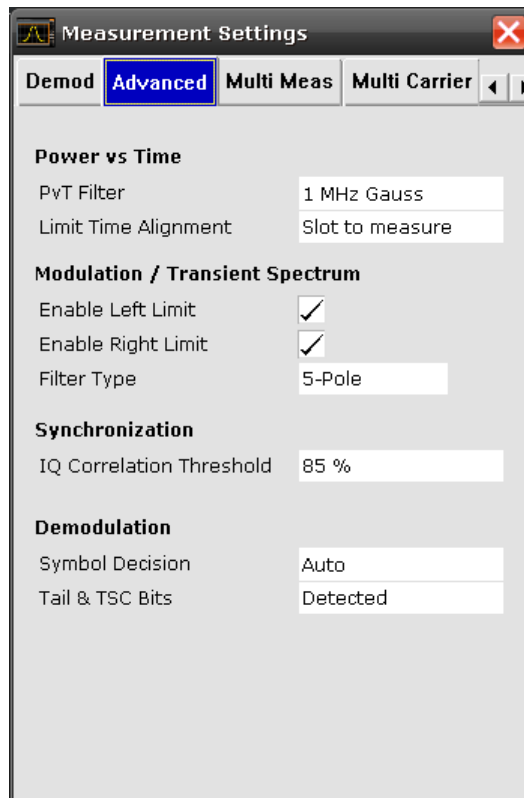 Measurement Settings
Demod Advanced Multi Meas Multi Carrier
Power vs Time
PvT Filter 1 MHz Gauss
Limit Time Alignment Slot to measure
Modulation / Transient Spectrum
Enable Left Limit
Enable Right Limit
Filter Type 5-Pole
Synchronization
IQ Correlation Threshold 85 %
Demodulation
Symbol Decision Auto
Tail & TSC Bits Detected